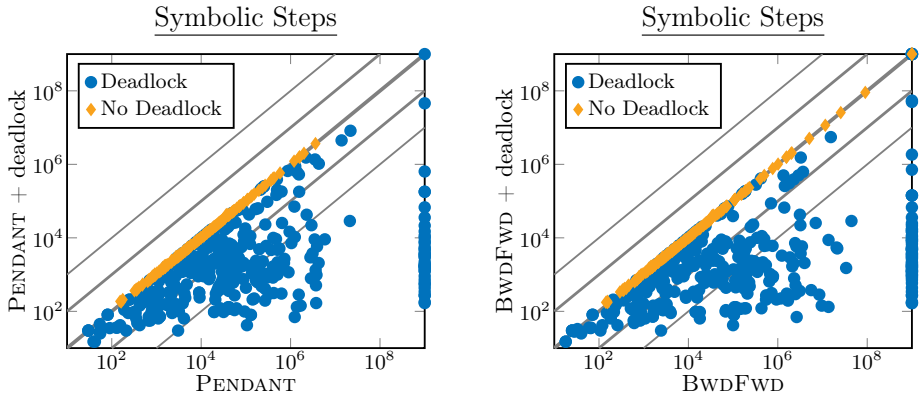 Symbolic Steps
Deadlock
No Deadlock
10^8
10^6
10^4
10^2
PENDANT + deadlock
10^2 10^4 10^6 10^8
PENDANT
Symbolic Steps
Deadlock
No Deadlock
10^8
10^6
10^4
10^2
BWDFWD + deadlock
10^2 10^4 10^6 10^8
BWDFWD